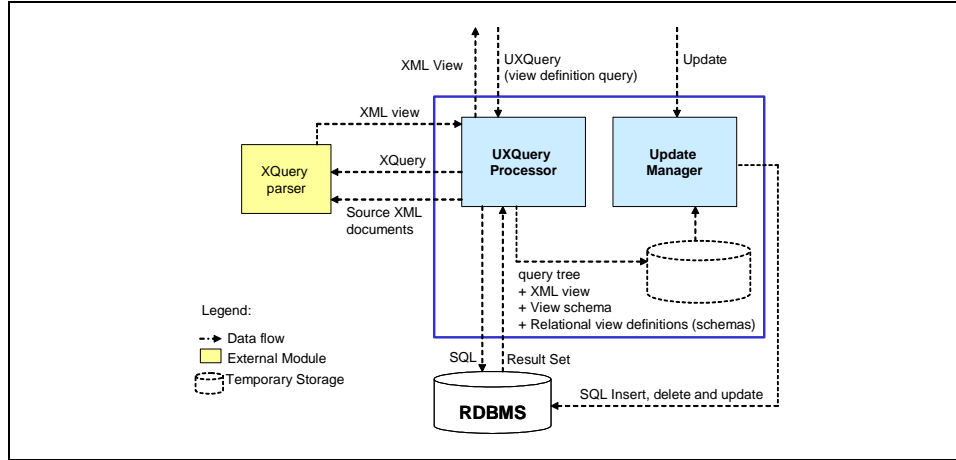 XML View
UXQuery
(view definition query)
Update
XML view
XQuery
parser
XQuery
Source XML
documents
UXQuery
Processor
Update
Manager
query tree
+ XML view
+ View schema
+ Relational view definitions (schemas)
Legend:
Data flow
External Module
Temporary Storage
SQL
Result Set
RDBMS
SQL Insert, delete and update